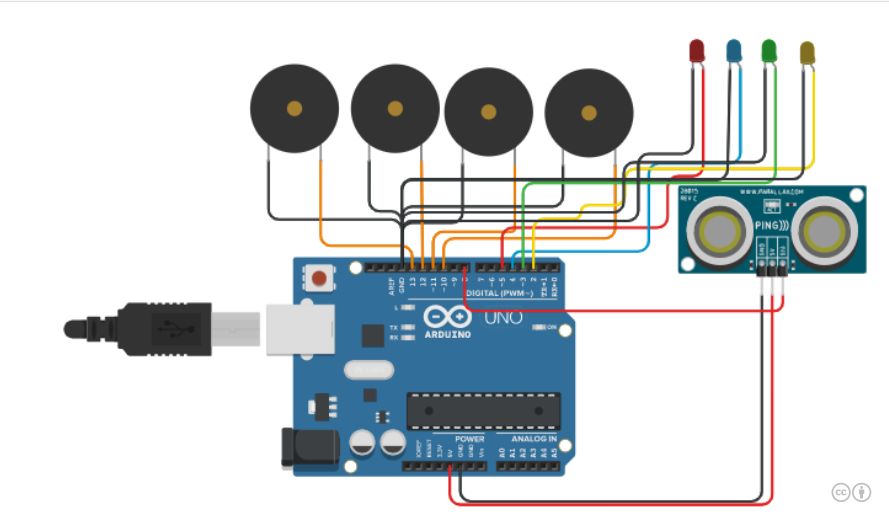 28015
REV C
WWW.PARALLAX.COM
ACT
PING)))
GND
5V
SIG
AREF
GND
13
12
~11
~10
~9
8
7
~6
~5
4
~3
2
TX→1
RX←0
DIGITAL (PWM~)
L
TX
RX
ARDUINO
UNO
ON
POWER
ANALOG IN
IOREF
RESET
3.3V
5V
GND
GND
Vin
A0
A1
A2
A3
A4
A5
cc